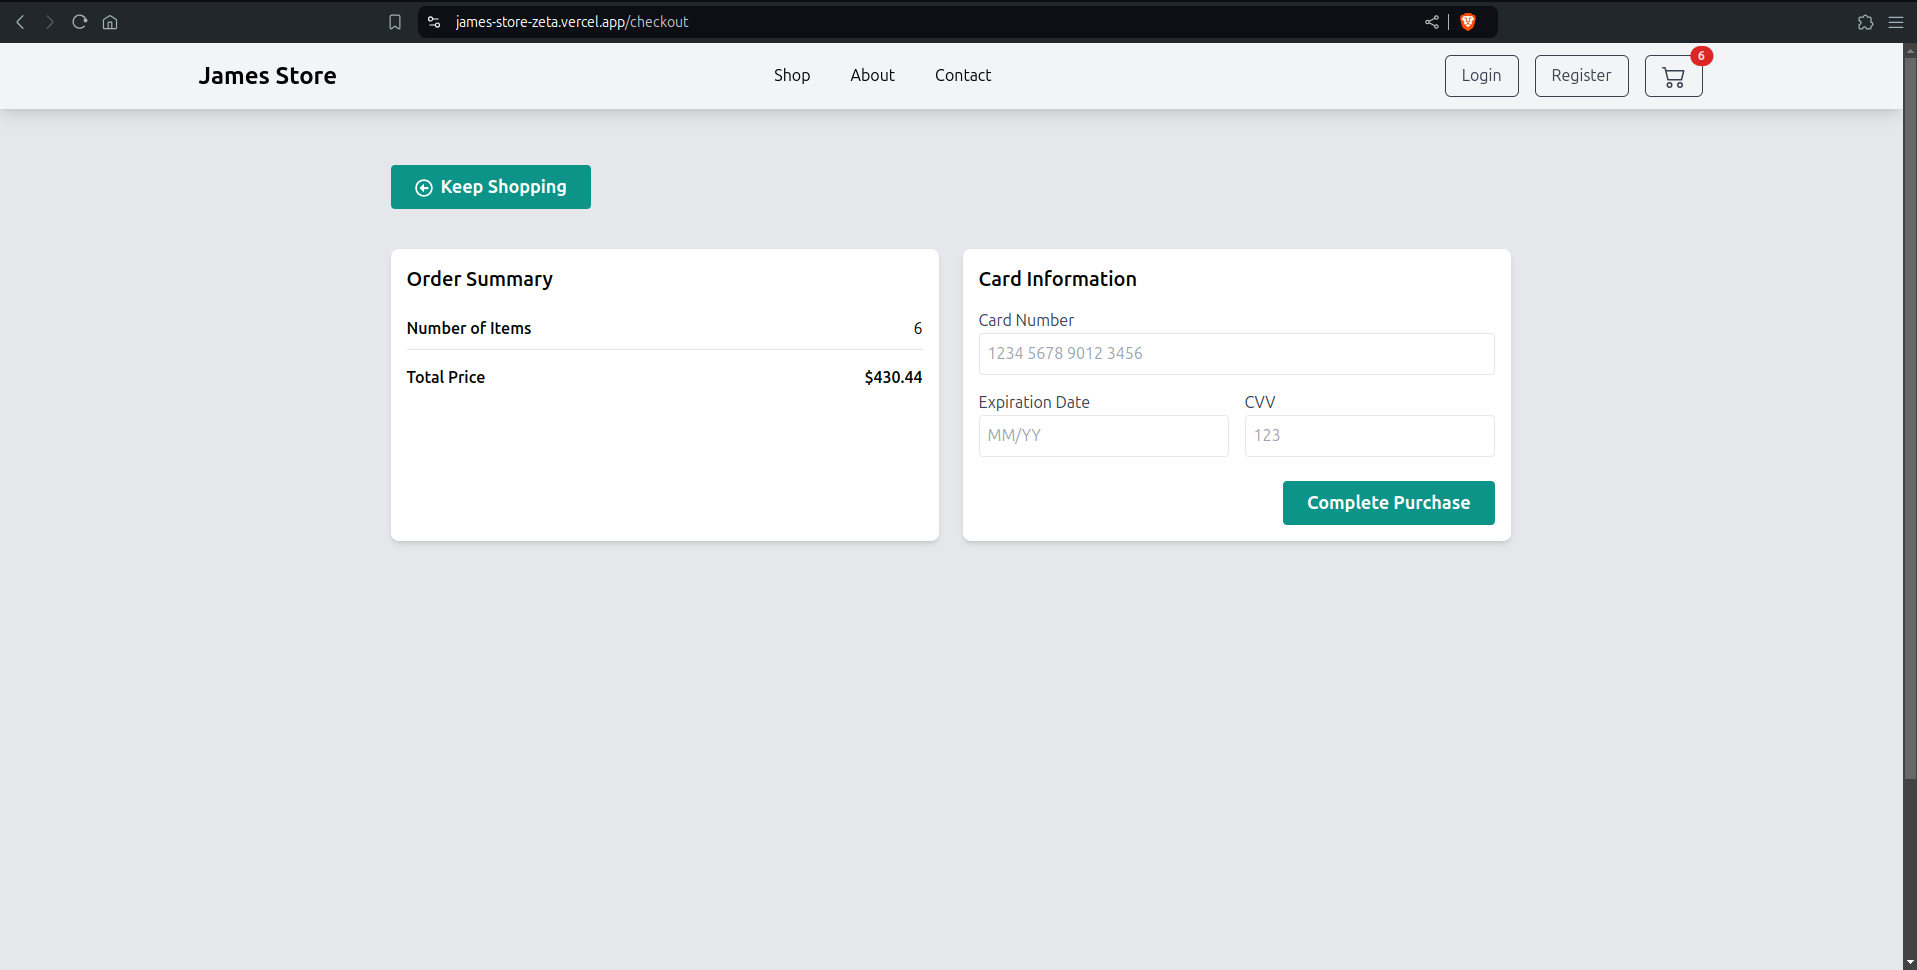 james-store-zeta.vercel.app/checkout
James Store
Shop About Contact
Login Register 6
Keep Shopping
Order Summary
Number of Items 6
Total Price $430.44
Card Information
Card Number
1234 5678 9012 3456
Expiration Date CVV
MM/YY 123
Complete Purchase